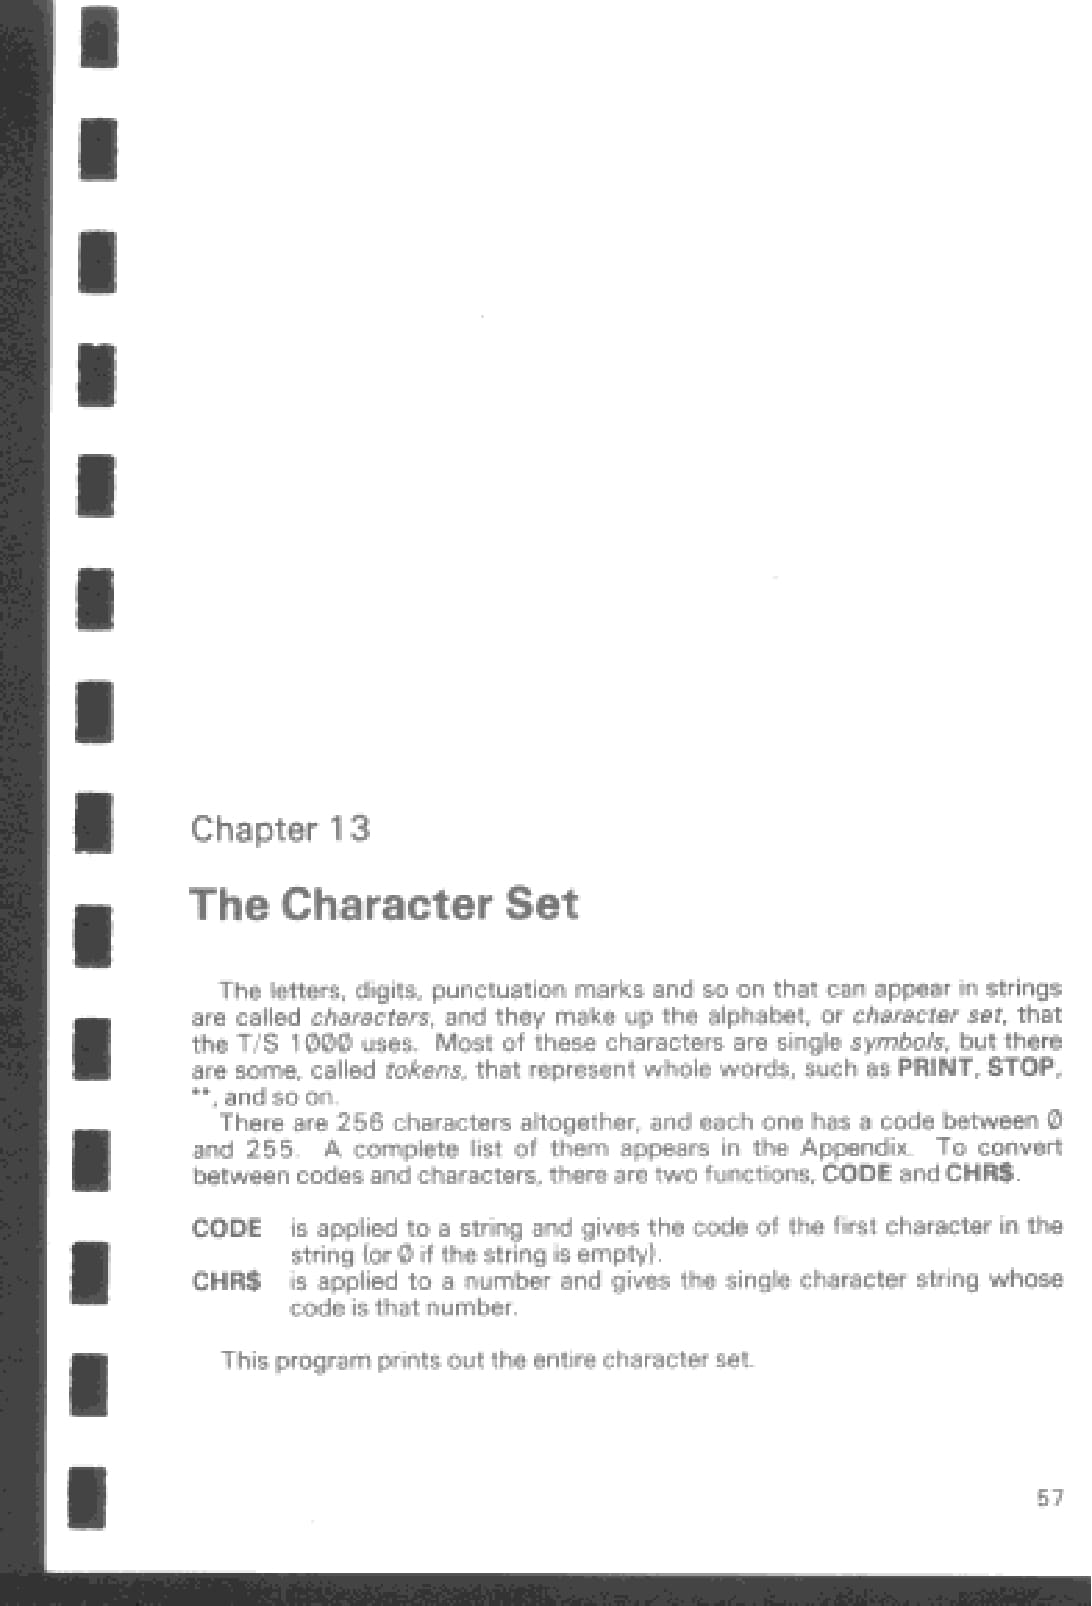 Chapter 13
The Character Set
The letters, digits, punctuation marks and so on that can appear in strings
are called characters, and they make up the alphabet, or character set, that
the T/S 1000 uses. Most of these characters are single symbols, but there
are some, called tokens, that represent whole words, such as PRINT, STOP,
**, and so on.
There are 256 characters altogether, and each one has a code between 0
and 255. A complete list of them appears in the Appendix. To convert
between codes and characters, there are two functions, CODE and CHR$.
CODE is applied to a string and gives the code of the first character in the
string (or 0 if the string is empty).
CHR$ is applied to a number and gives the single character string whose
code is that number.
This program prints out the entire character set.
57